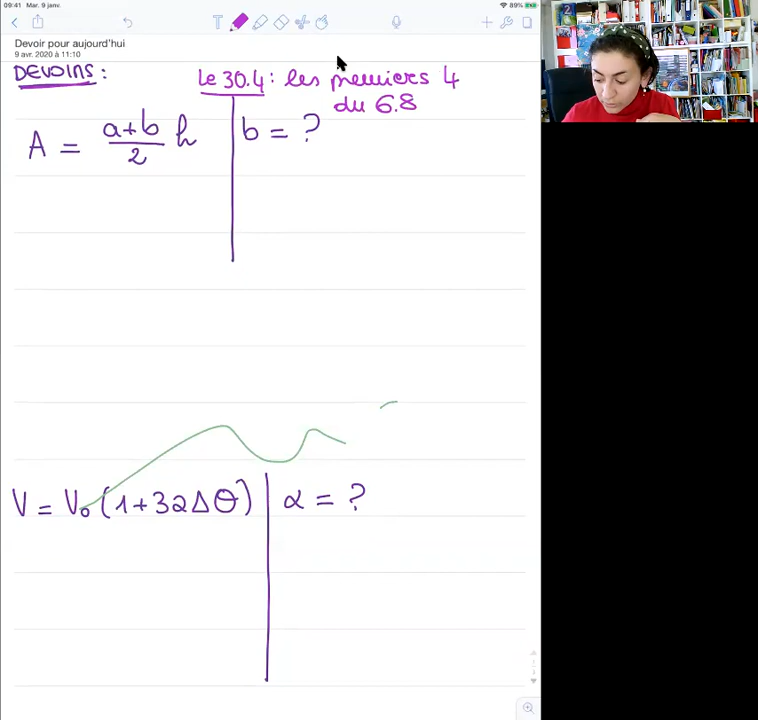 09:41 Mar. 9 janv.
89%
Devoir pour aujourd'hui
9 avr. 2020 à 11:10
DEVOIRS :
Le 30.4 : les premiers 4
du 6.8
A = a+b/2 h
b = ?
V = V₀ (1+3αΔθ)
α = ?